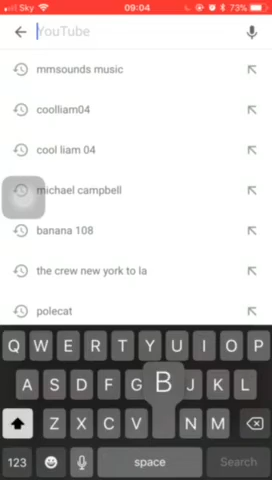 Sky 09:04 73%
YouTube
mmsounds music
coolliam04
cool liam 04
michael campbell
banana 108
the crew new york to la
polecat
Q W E R T Y U I O P
A S D F G B J K L
Z X C V N M
123 space Search